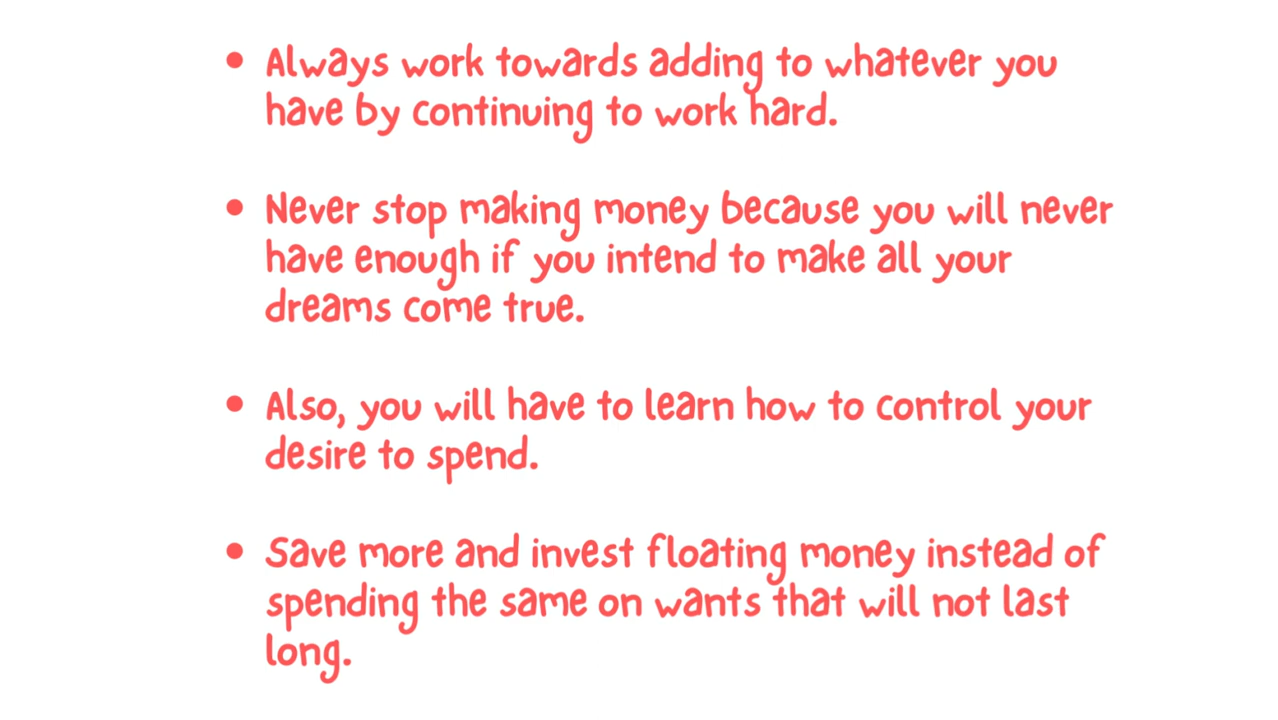 • Always work towards adding to whatever you
have by continuing to work hard.
• Never stop making money because you will never
have enough if you intend to make all your
dreams come true.
• Also, you will have to learn how to control your
desire to spend.
• Save more and invest floating money instead of
spending the same on wants that will not last
long.